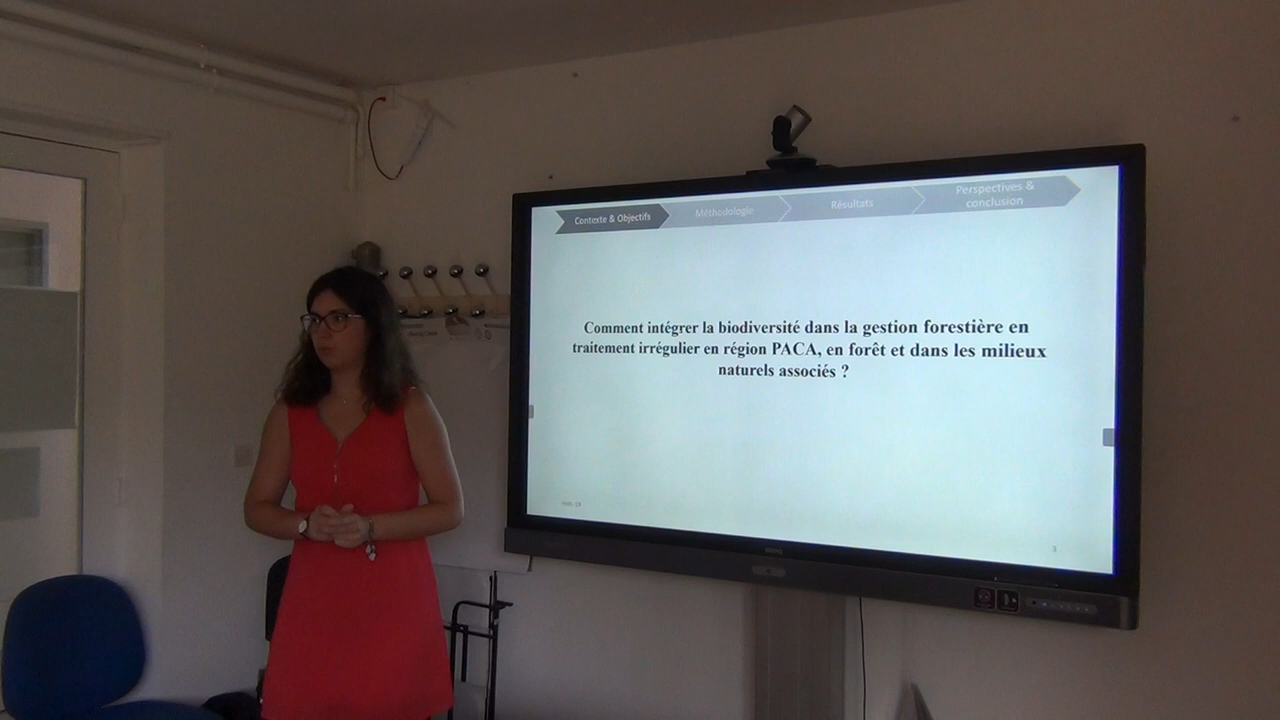 Contexte & Objectifs
Méthodologie
Résultats
Perspectives &
conclusion
Comment intégrer la biodiversité dans la gestion forestière en
traitement irrégulier en région PACA, en forêt et dans les milieux
naturels associés ?
3